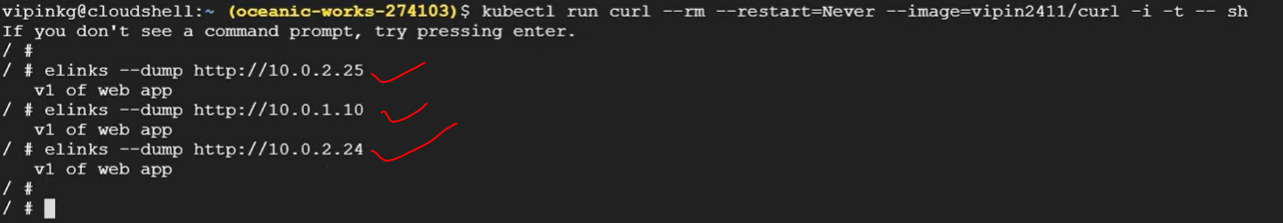 vipinkg@cloudshell:~ (oceanic-works-274103)$ kubectl run curl --rm --restart=Never --image=vipin2411/curl -i -t -- sh
If you don't see a command prompt, try pressing enter.
/ #
/ # elinks --dump http://10.0.2.25
   v1 of web app
/ # elinks --dump http://10.0.1.10
   v1 of web app
/ # elinks --dump http://10.0.2.24
   v1 of web app
/ #
/ #